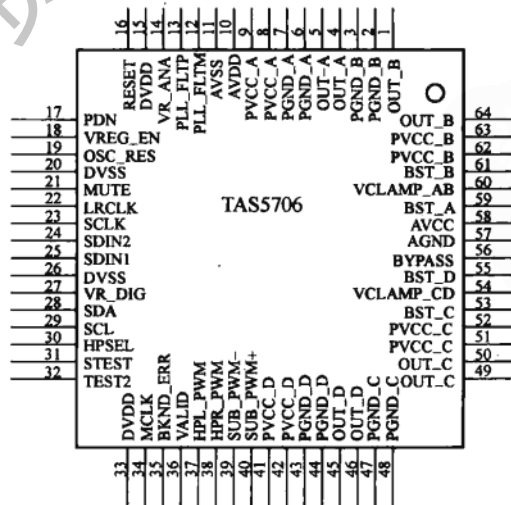 16 15 14 13 12 11 10 9 8 7 6 5 4 3 2 1
RESET
DVDD
VR_ANA
PLL_FLTP
PLL_FLTM
AVSS
AVDD
PVCC_A
PVCC_A
PGND_A
PGND_A
OUT-A
OUT_A
PGND_B
PGND_B
OUT_B
17 PDN
18 VREG_EN
19 OSC_RES
20 DVSS
21 MUTE
22 LRCLK
23 SCLK
24 SDIN2
25 SDIN1
26 DVSS
27 VR_DIG
28 SDA
29 SCL
30 HPSEL
31 STEST
32 TEST2
TAS5706
OUT_B 64
PVCC_B 63
PVCC_B 62
BST_B 61
VCLAMP_AB 60
BST_A 59
AVCC 58
AGND 57
BYPASS 56
BST_D 55
VCLAMP_CD 54
BST_C 53
PVCC_C 52
PVCC_C 51
OUT_C 50
OUT_C 49
DVDD
MCLK
BKND_ERR
VALID
HPL_PWM
HPR_PWM
SUB_PWM−
SUB_PWM+
PVCC_D
PVCC_D
PGND_D
PGND_D
OUT_D
OUT_D
PGND_C
PGND_C
33 34 35 36 37 38 39 40 41 42 43 44 45 46 47 48